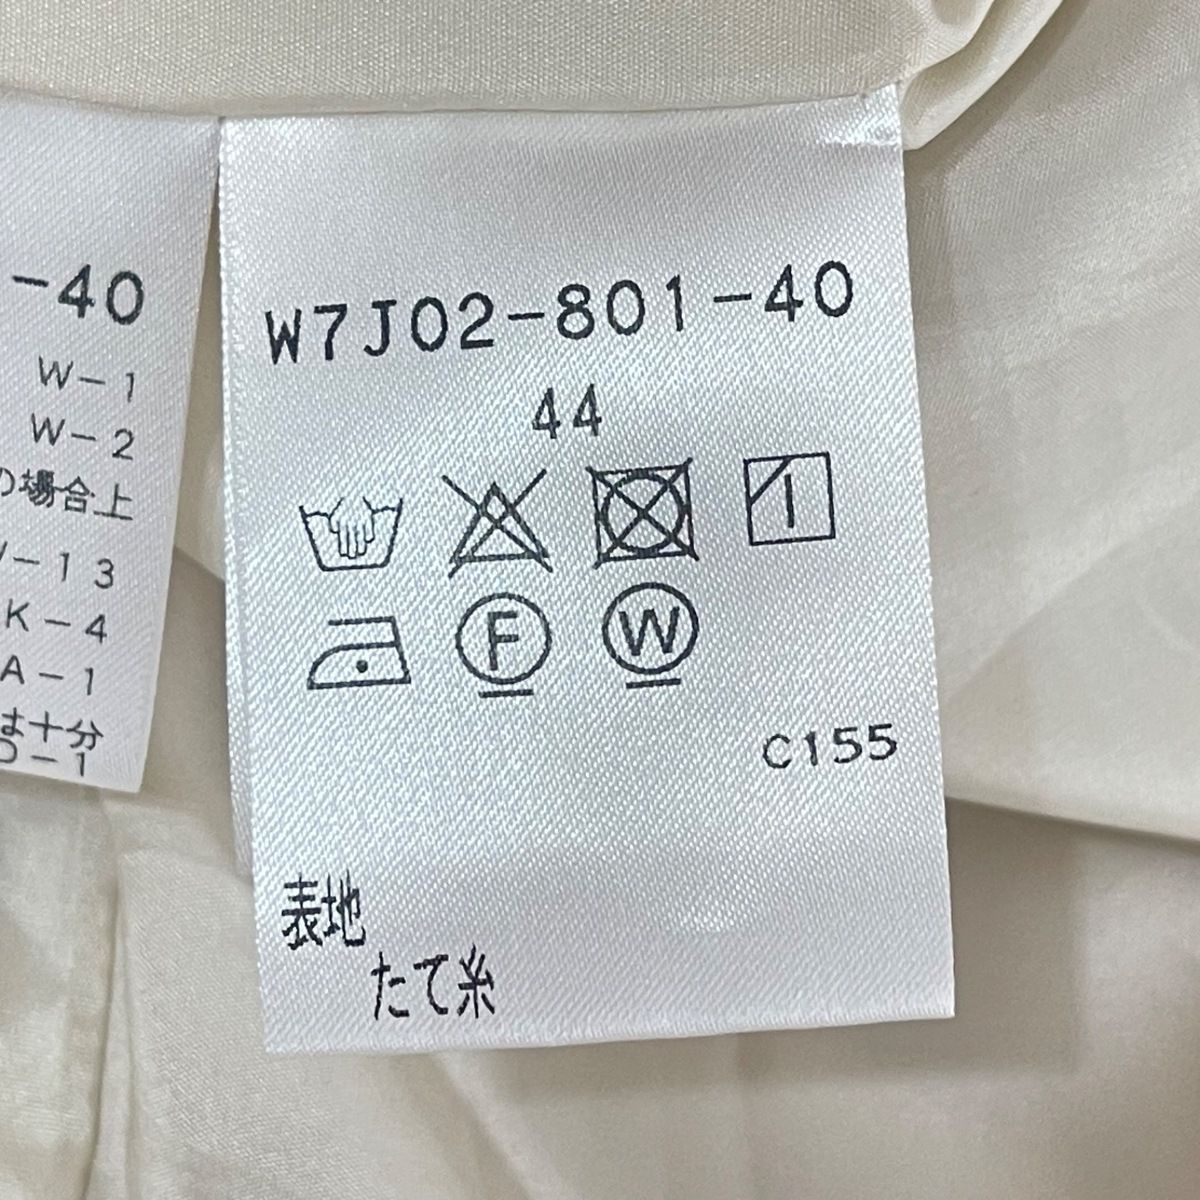 -40
W-1
W-2
の場合上
-13
K-4
A-1
は十分
-1
W7J02-801-40
44
F W
C155
表地
たて糸